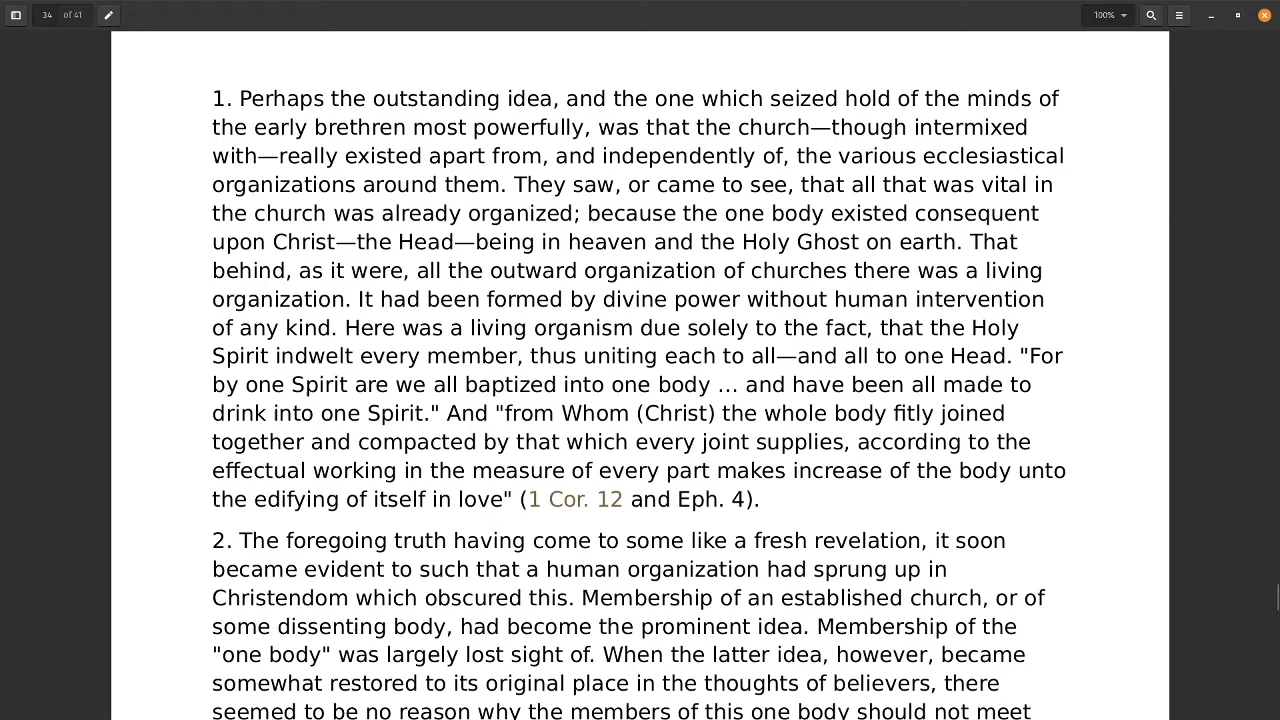 34 of 41
100%
1. Perhaps the outstanding idea, and the one which seized hold of the minds of
the early brethren most powerfully, was that the church—though intermixed
with—really existed apart from, and independently of, the various ecclesiastical
organizations around them. They saw, or came to see, that all that was vital in
the church was already organized; because the one body existed consequent
upon Christ—the Head—being in heaven and the Holy Ghost on earth. That
behind, as it were, all the outward organization of churches there was a living
organization. It had been formed by divine power without human intervention
of any kind. Here was a living organism due solely to the fact, that the Holy
Spirit indwelt every member, thus uniting each to all—and all to one Head. "For
by one Spirit are we all baptized into one body … and have been all made to
drink into one Spirit." And "from Whom (Christ) the whole body fitly joined
together and compacted by that which every joint supplies, according to the
effectual working in the measure of every part makes increase of the body unto
the edifying of itself in love" (1 Cor. 12 and Eph. 4).
2. The foregoing truth having come to some like a fresh revelation, it soon
became evident to such that a human organization had sprung up in
Christendom which obscured this. Membership of an established church, or of
some dissenting body, had become the prominent idea. Membership of the
"one body" was largely lost sight of. When the latter idea, however, became
somewhat restored to its original place in the thoughts of believers, there
seemed to be no reason why the members of this one body should not meet